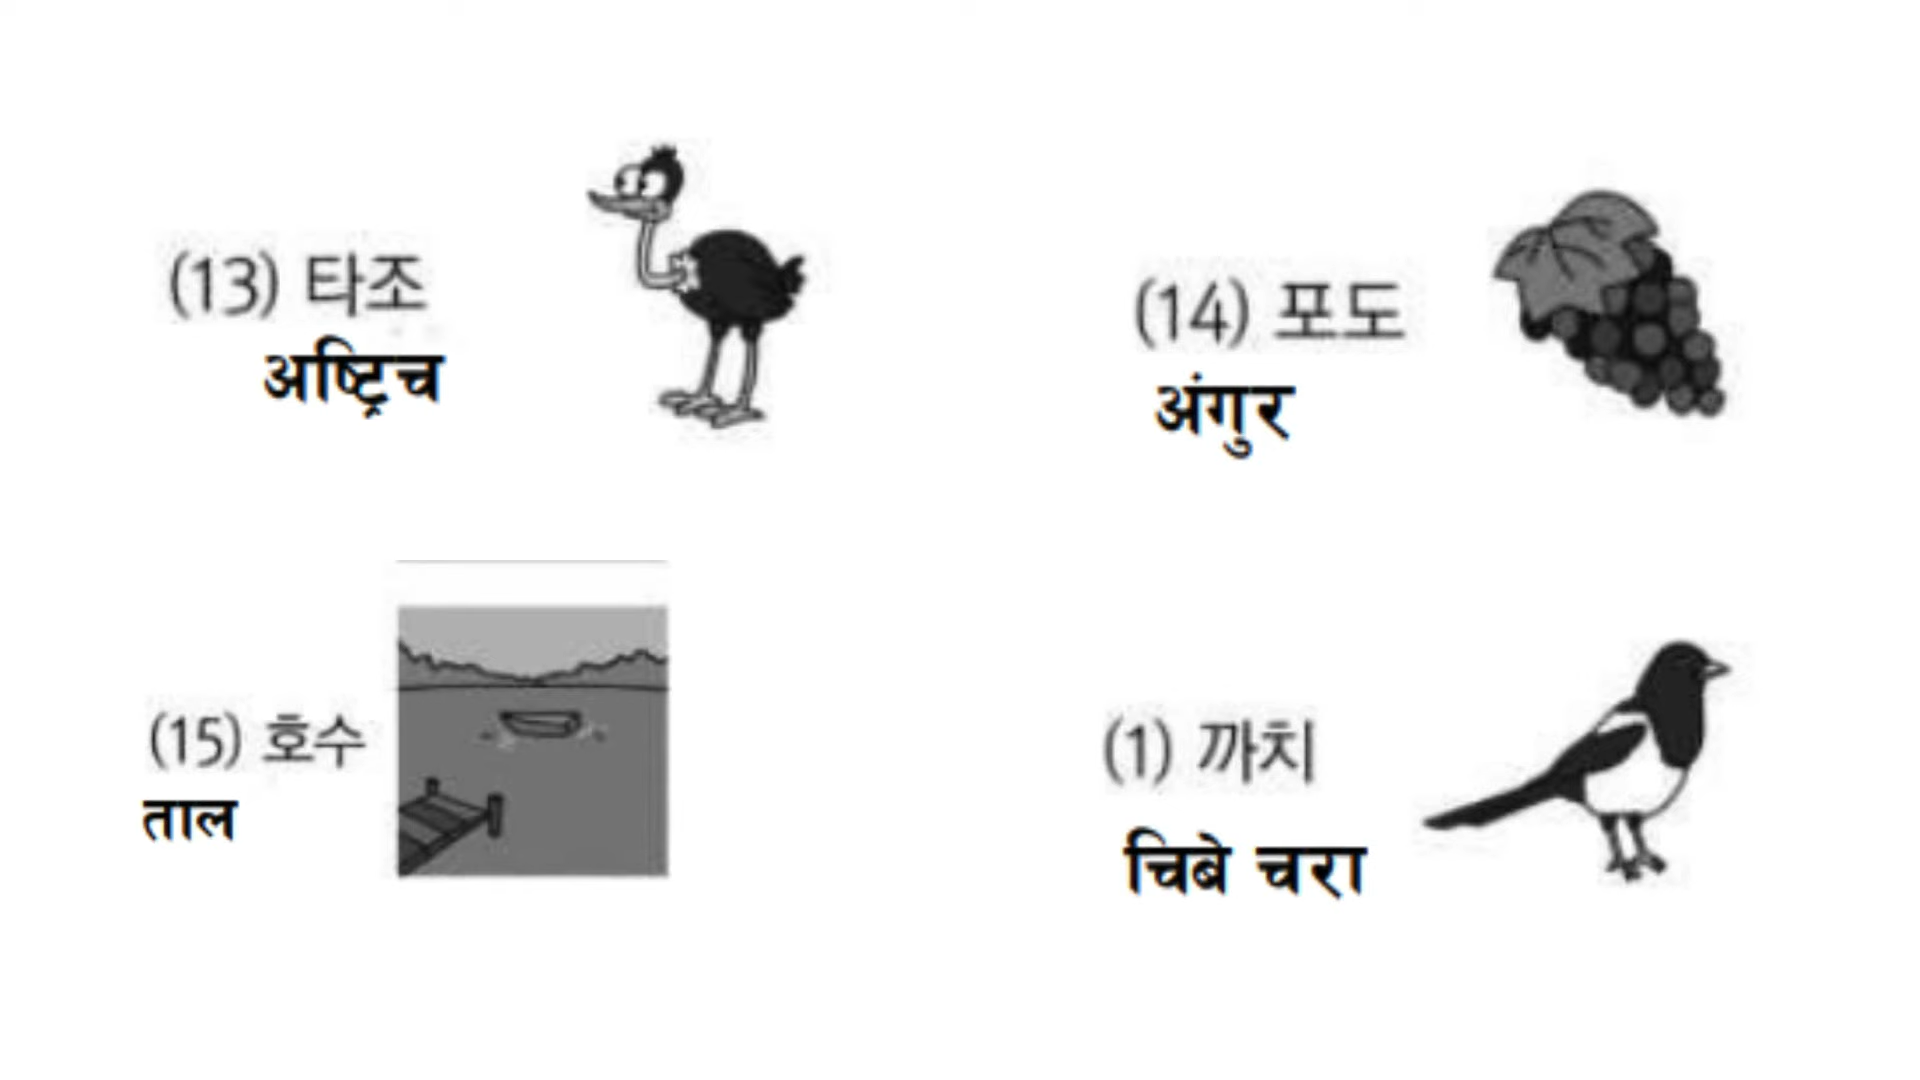 (13) 타조
अष्ट्रिच
(14) 포도
अंगुर
(15) 호수
ताल
(1) 까치
चिबे चरा